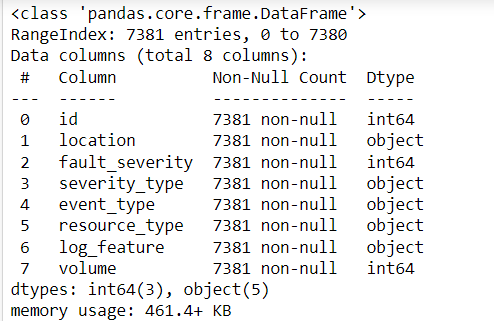 <class 'pandas.core.frame.DataFrame'>
RangeIndex: 7381 entries, 0 to 7380
Data columns (total 8 columns):
 #   Column          Non-Null Count  Dtype
---  ------          --------------  -----
 0   id              7381 non-null   int64
 1   location        7381 non-null   object
 2   fault_severity  7381 non-null   int64
 3   severity_type   7381 non-null   object
 4   event_type      7381 non-null   object
 5   resource_type   7381 non-null   object
 6   log_feature     7381 non-null   object
 7   volume          7381 non-null   int64
dtypes: int64(3), object(5)
memory usage: 461.4+ KB